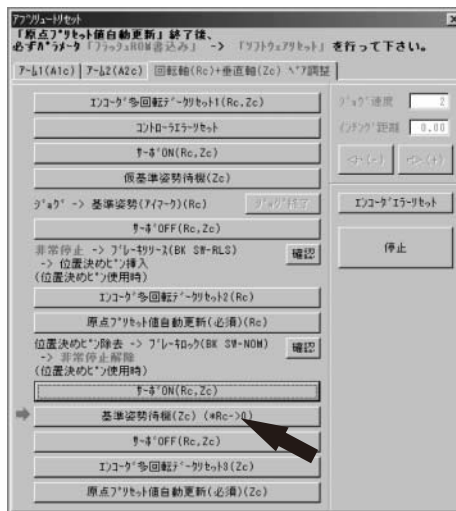 アブソリュートリセット
「原点プリセット値自動更新」終了後、
必ずパラメータ「フラッシュROM書込み」 -> 「ソフトウェアリセット」を行って下さい。
アーム1(A1c) アーム2(A2c) 回転軸(Rc)+垂直軸(Zc) ペア調整
エンコーダ多回転データリセット1(Rc,Zc)
コントローラエラーリセット
サーボON(Rc,Zc)
仮基準姿勢待機(Zc)
ジョグ -> 基準姿勢(アイマーク)(Rc) ジョグ終了
サーボOFF(Rc,Zc)
非常停止 -> ブレーキリリース(BK SW-RLS)
-> 位置決めピン挿入
(位置決めピン使用時)
確認
エンコーダ多回転データリセット2(Rc)
原点プリセット値自動更新(必須)(Rc)
位置決めピン除去 -> ブレーキロック(BK SW-NOM)
-> 非常停止解除
(位置決めピン使用時)
確認
サーボON(Rc,Zc)
基準姿勢待機(Zc) (*Rc->0)
サーボOFF(Rc,Zc)
エンコーダ多回転データリセット3(Zc)
原点プリセット値自動更新(必須)(Zc)
ジョグ速度 2
インチング距離 0.00
<-(-) ->(+)
エンコーダエラーリセット
停止